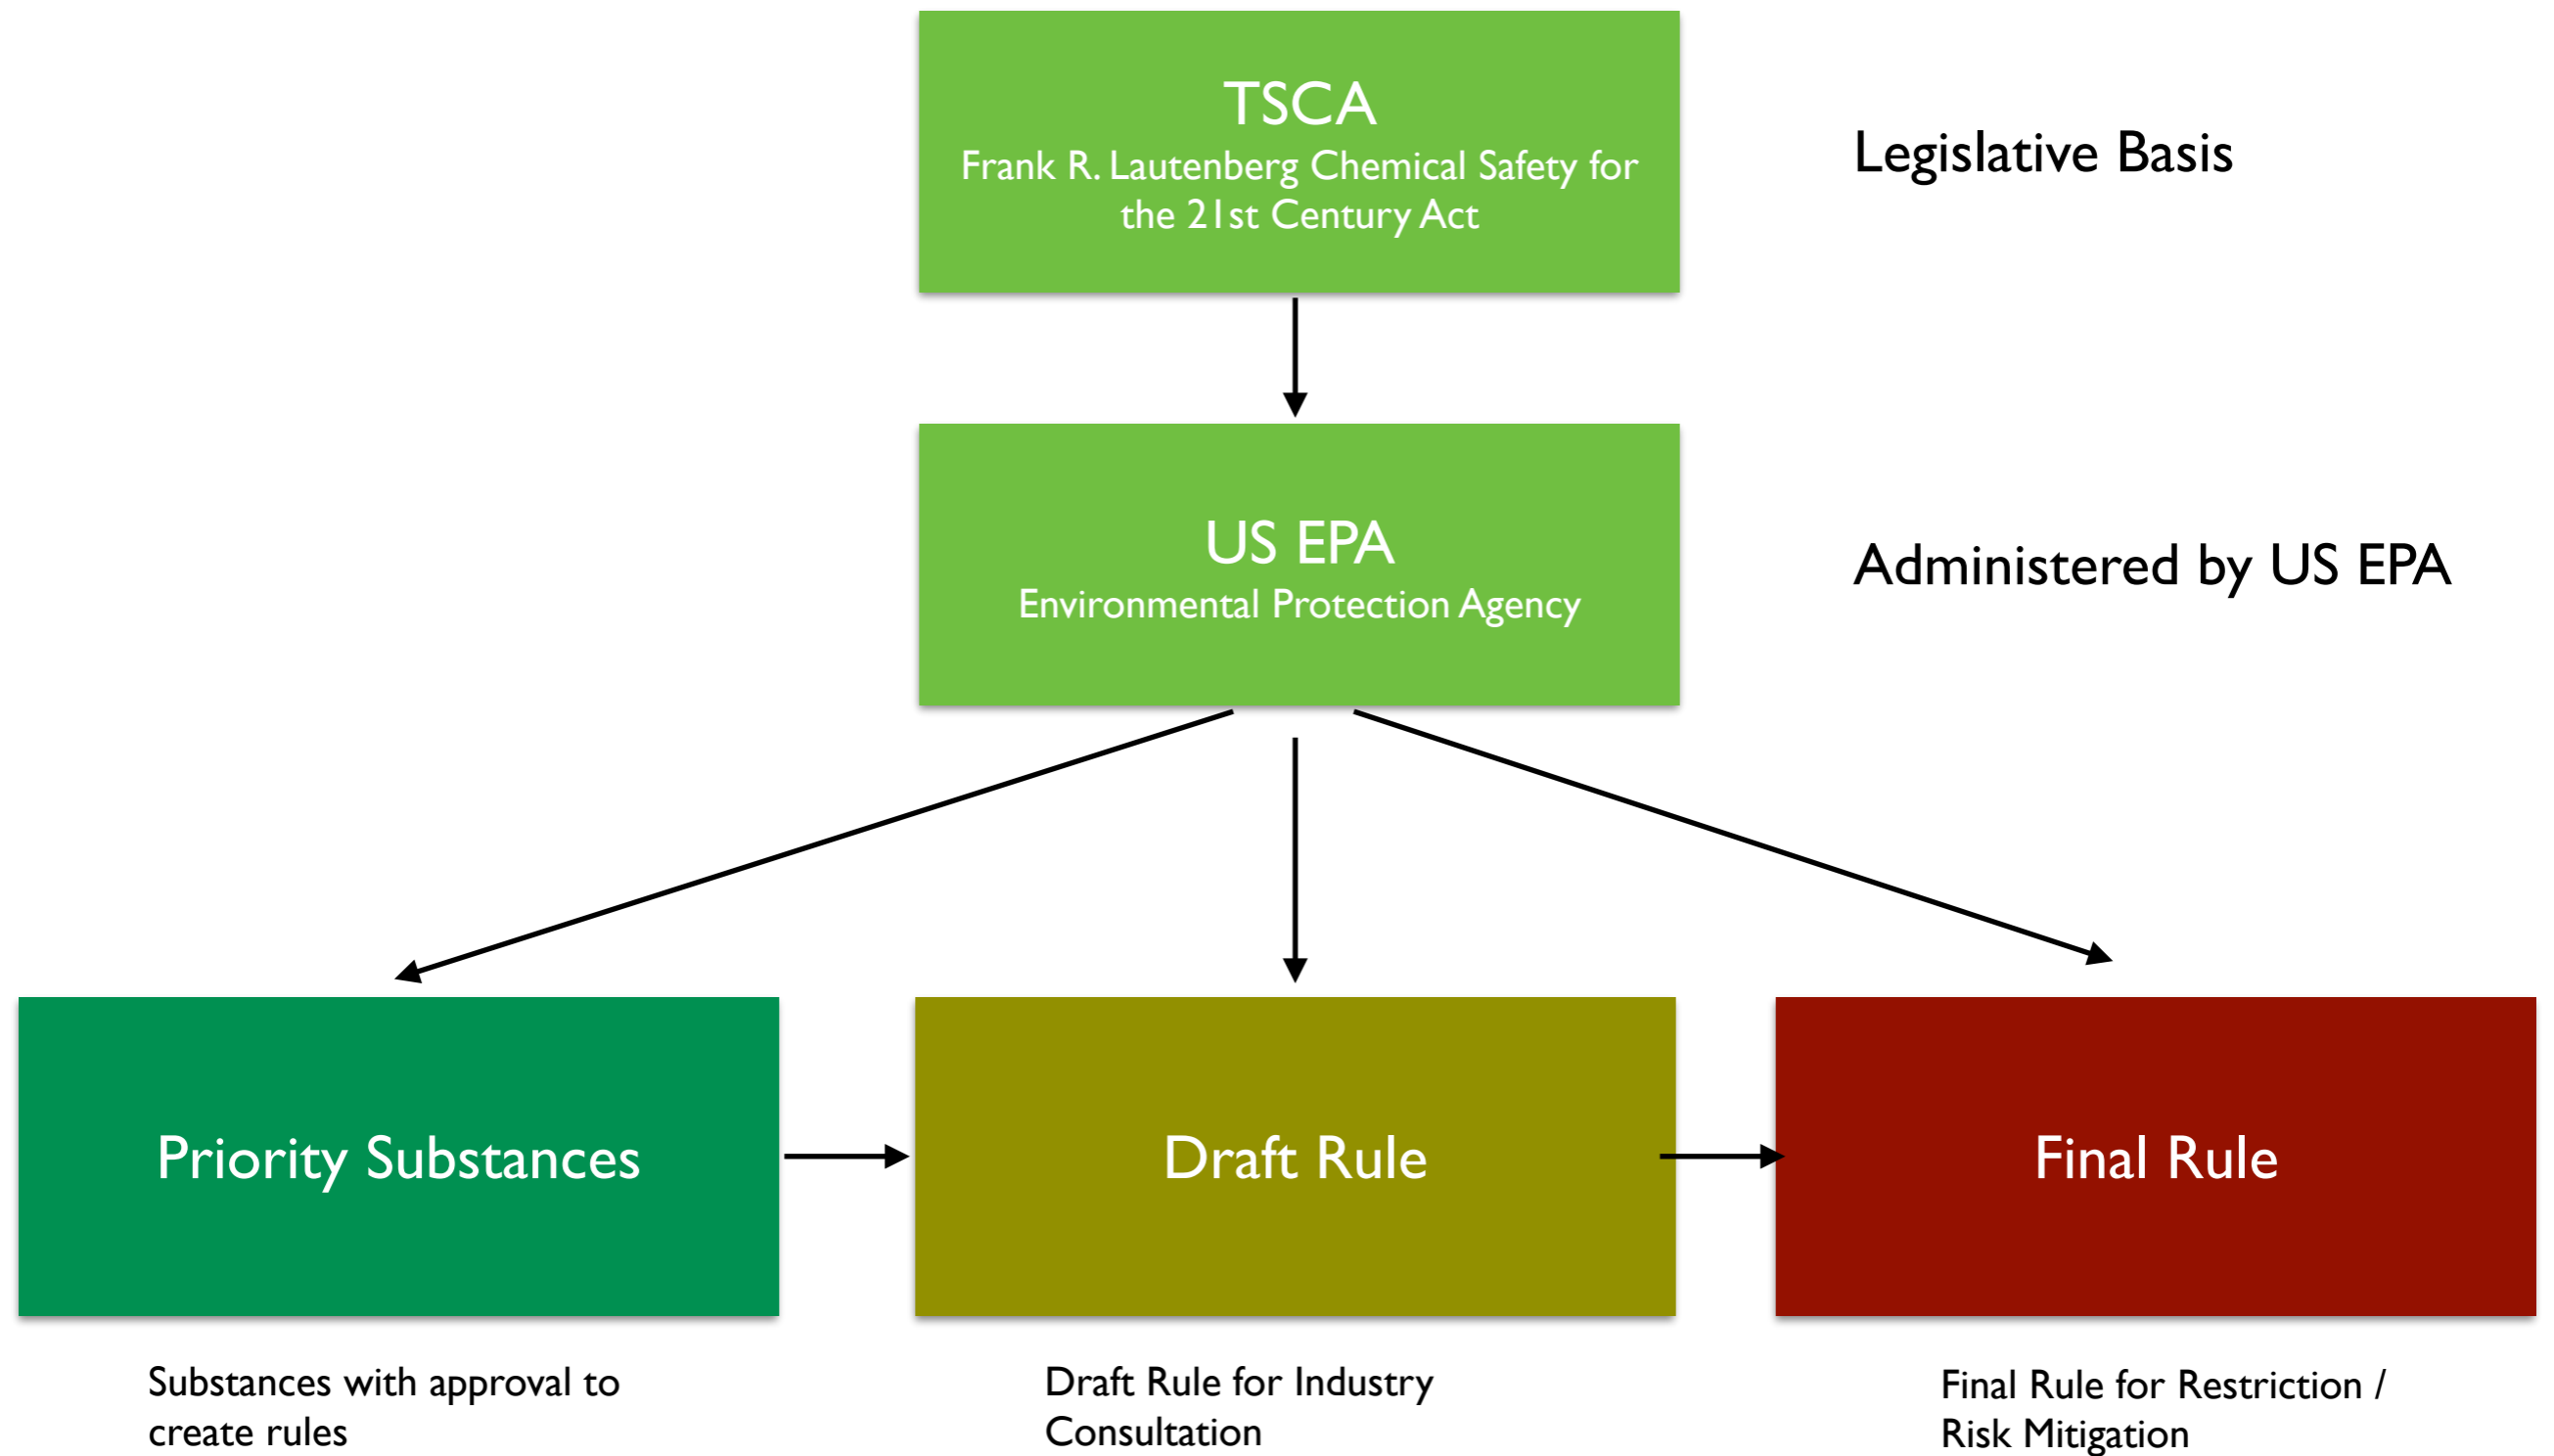 TSCA
Frank R. Lautenberg Chemical Safety for
the 21st Century Act
Legislative Basis
US EPA
Environmental Protection Agency
Administered by US EPA
Priority Substances
Draft Rule
Final Rule
Substances with approval to
create rules
Draft Rule for Industry
Consultation
Final Rule for Restriction /
Risk Mitigation